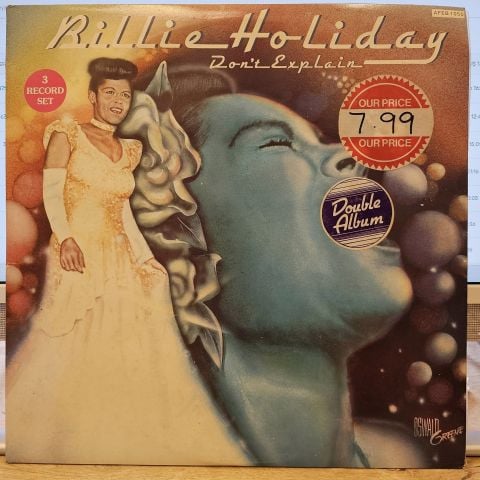 Billie Holiday
Don't Explain
3
RECORD
SET
OUR PRICE
7.99
OUR PRICE
Double
Album
OSWALD
GREENE